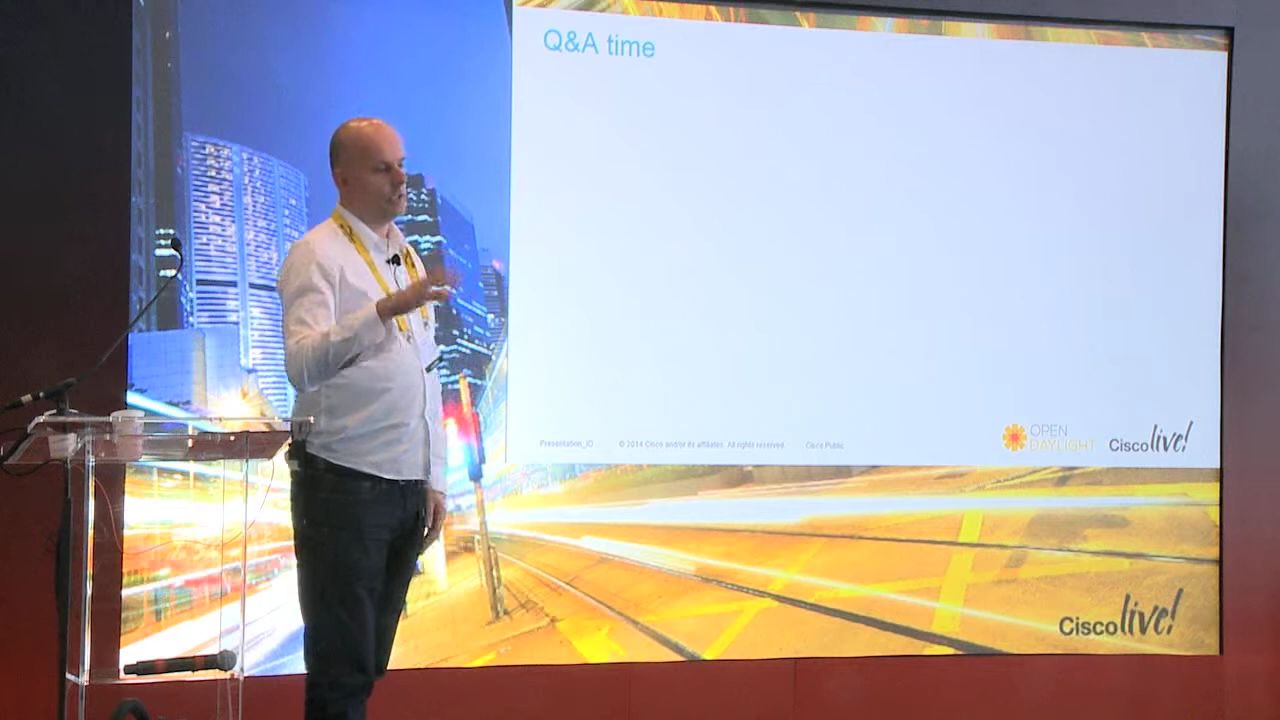 Q&A time
Presentation_ID © 2014 Cisco and/or its affiliates. All rights reserved. Cisco Public
OPEN
DAYLIGHT
Cisco live!
Cisco live!